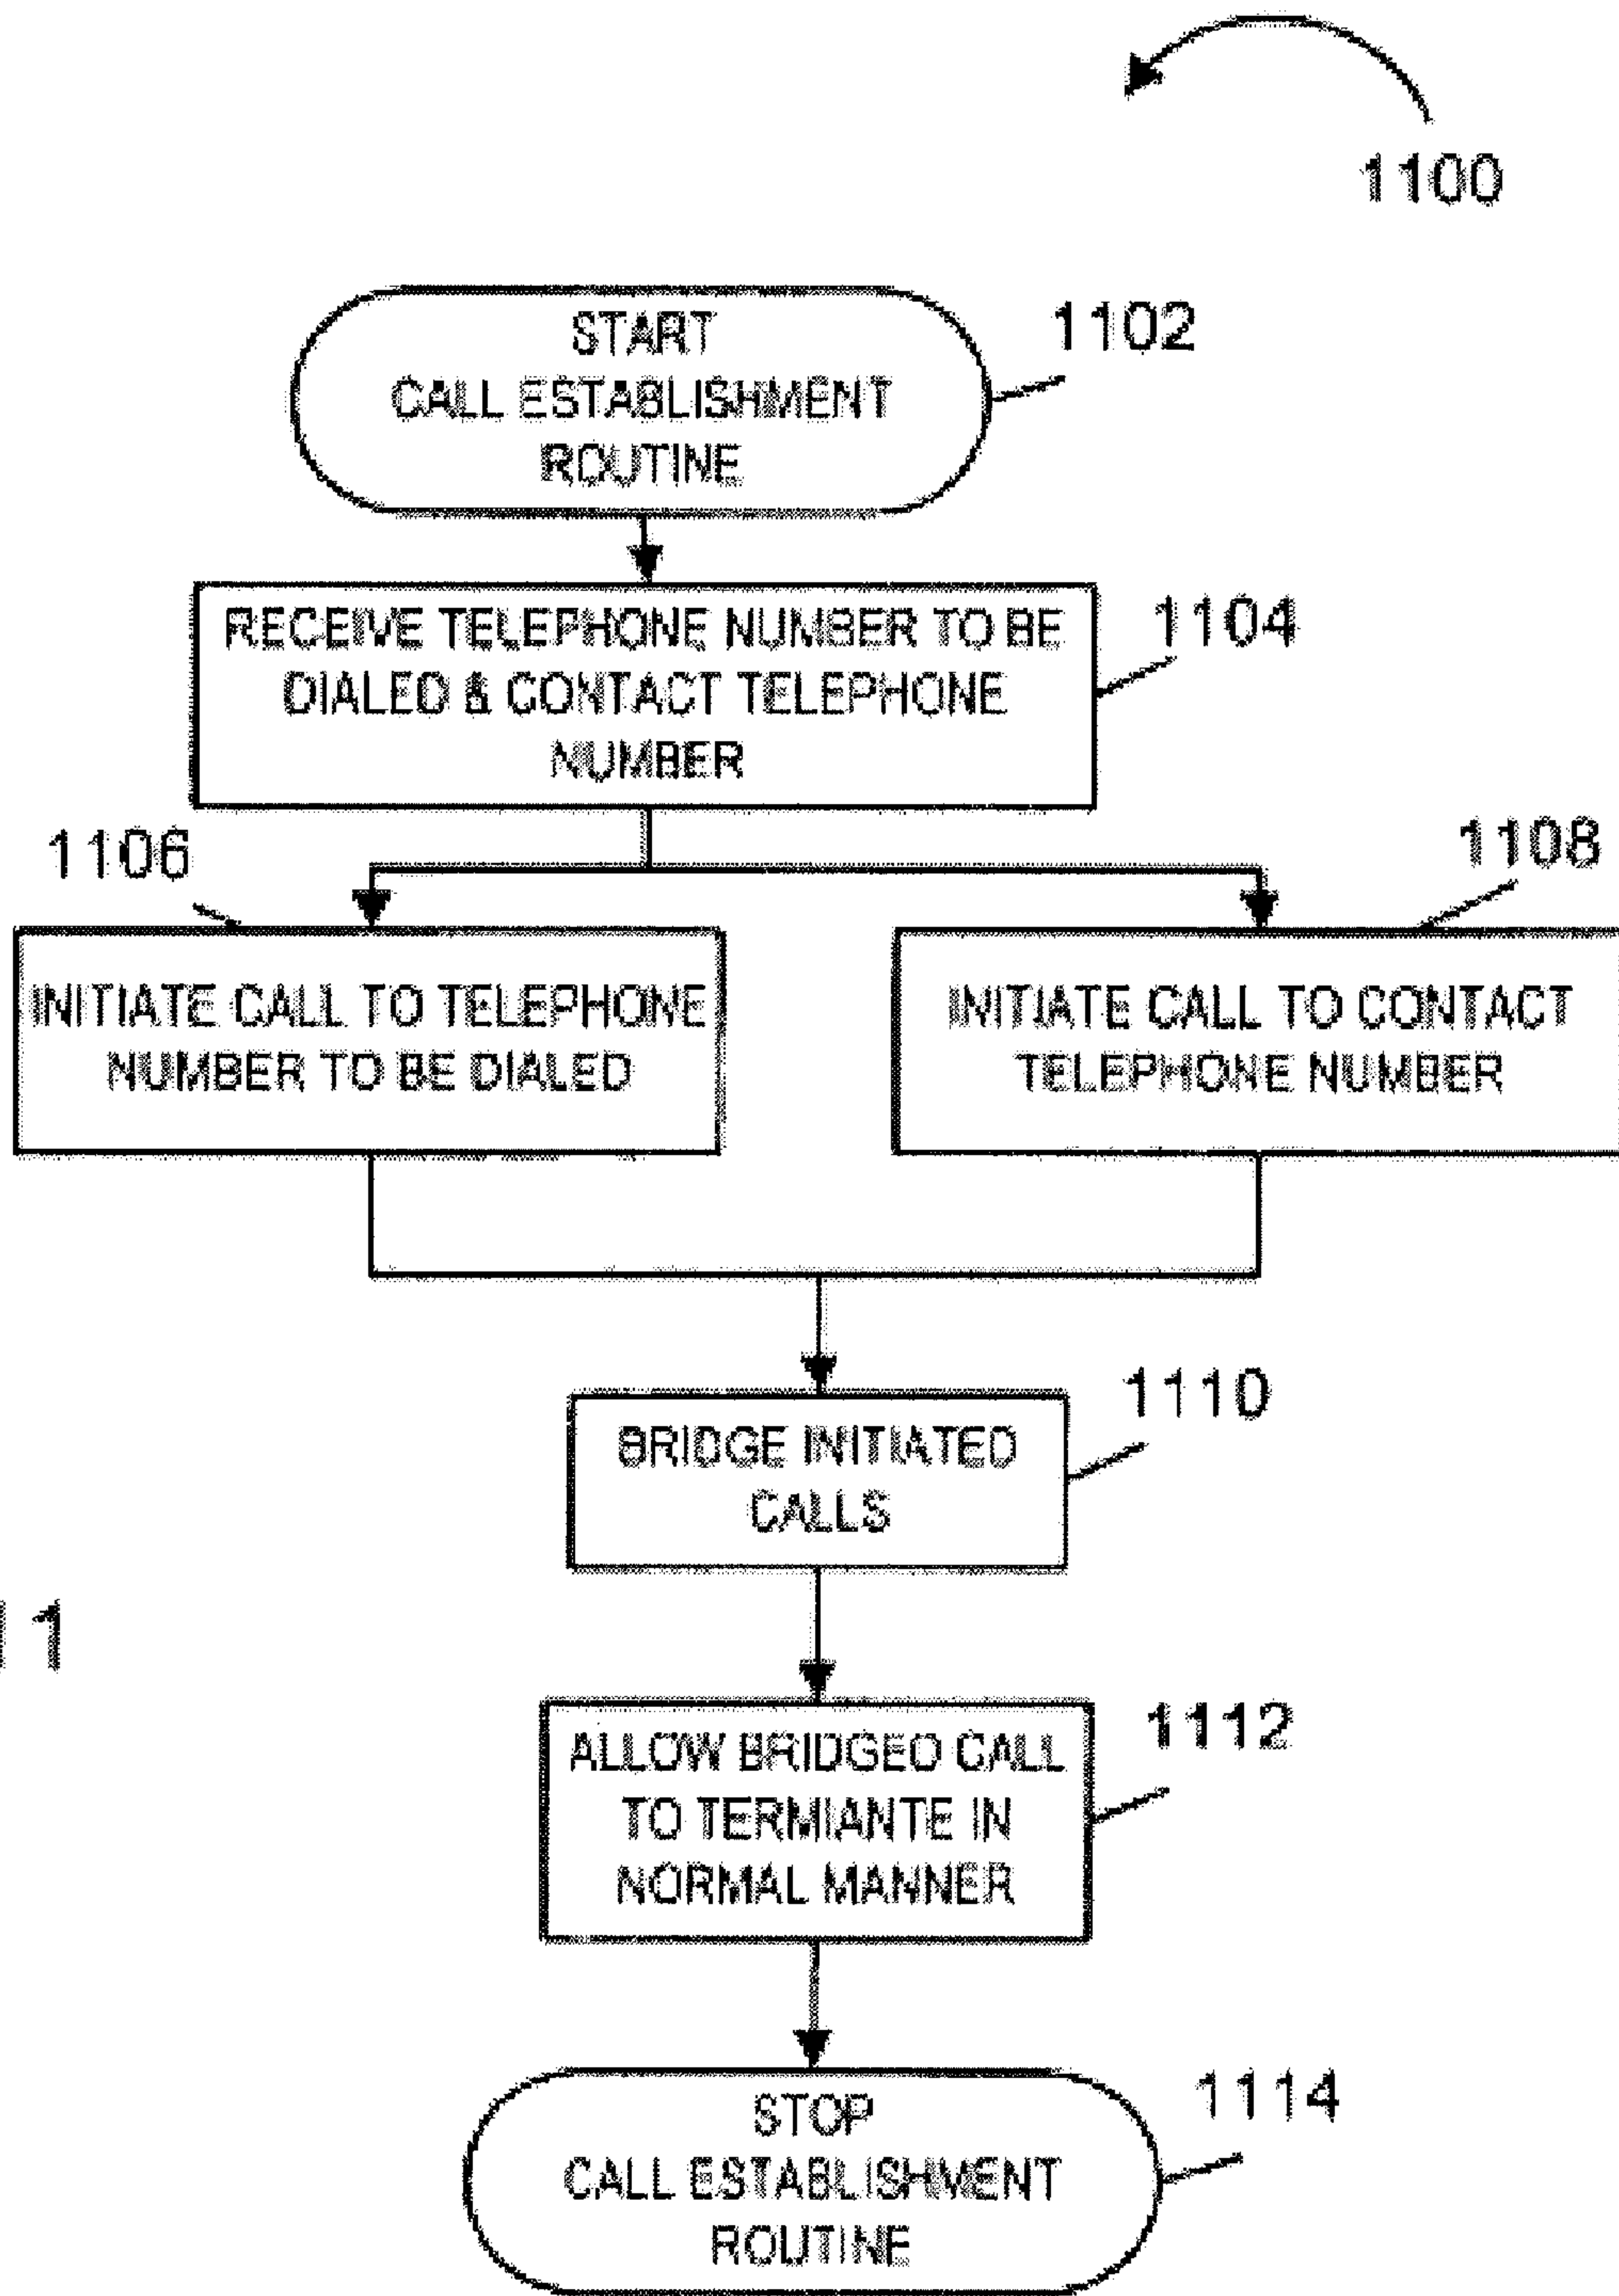 1100
START
CALL ESTABLISHMENT
ROUTINE
1102
RECEIVE TELEPHONE NUMBER TO BE
DIALED & CONTACT TELEPHONE
NUMBER
1104
1106
1108
INITIATE CALL TO TELEPHONE
NUMBER TO BE DIALED
INITIATE CALL TO CONTACT
TELEPHONE NUMBER
BRIDGE INITIATED
CALLS
1110
11
ALLOW BRIDGED CALL
TO TERMIANTE IN
NORMAL MANNER
1112
STOP
CALL ESTABLISHMENT
ROUTINE
1114